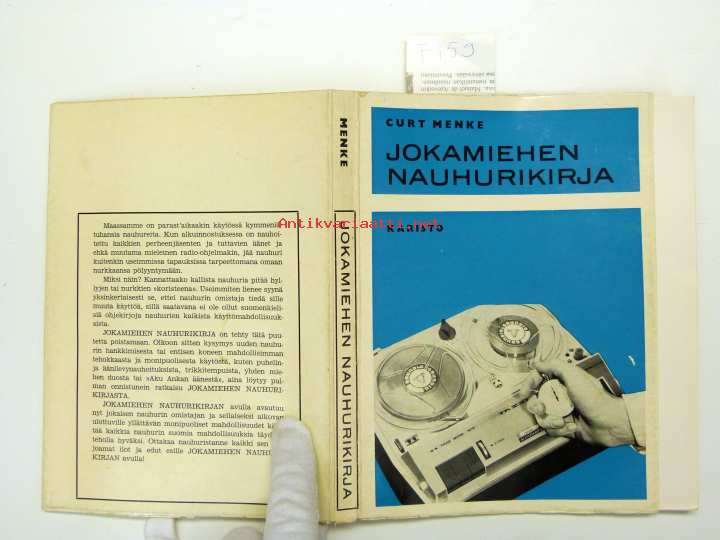 7159
CURT MENKE
JOKAMIEHEN
NAUHURIKIRJA
KARISTO
MENKE
JOKAMIEHEN NAUHURIKIRJA
Antikvariaatti.net
Maassamme on parast'aikaakin käytössä kymmeniä
tuhansia nauhureita. Kun alkuinnostuksessa on nauhoi-
tettu kaikkien perheenjäsenten ja tuttavien äänet ja
ehkä muutama mieleinen radio-ohjelmakin, jää nauhuri
kuitenkin useimmissa tapauksissa tarpeettomana omaan
nurkkaansa pölyyntymään.
Miksi näin? Kannattaako kallista nauhuria pitää hyl-
lyjen tai nurkkien »koristeena». Useimmiten lienee syynä
yksinkertaisesti se, ettei nauhurin omistaja tiedä sille
muuta käyttöä, sillä saatavana ei ole ollut suomenkieli-
siä ohjekirjoja nauhurien kaikista käyttömahdollisuuk-
sista.
JOKAMIEHEN NAUHURIKIRJA on tehty tätä puu-
tetta poistamaan. Olkoon sitten kysymys uuden nauhu-
rin hankkimisesta tai entisen koneen mahdollisimman
tehokkaasta ja monipuolisesta käytöstä, kuten puhelin-
ja äänilevynauhoituksista, trikkitempuista, yhden mie-
hen duosta tai »Aku Ankan äänestä», aina löytyy pul-
man onnistunein ratkaisu JOKAMIEHEN NAUHURI-
KIRJASTA.
JOKAMIEHEN NAUHURIKIRJAN avulla avautuu
nyt jokaisen nauhurin omistajan ja sellaiseksi aikovan
ulottuville yllättävän monipuoliset mahdollisuudet
tää kaikkia nauhurin suomia mahdollisuuksia
teholla hyväksi. Ottakaa nauhuristanne kaikki sen
joamat ilot ja edut esille JOKAMIEHEN
KIRJAN avulla!